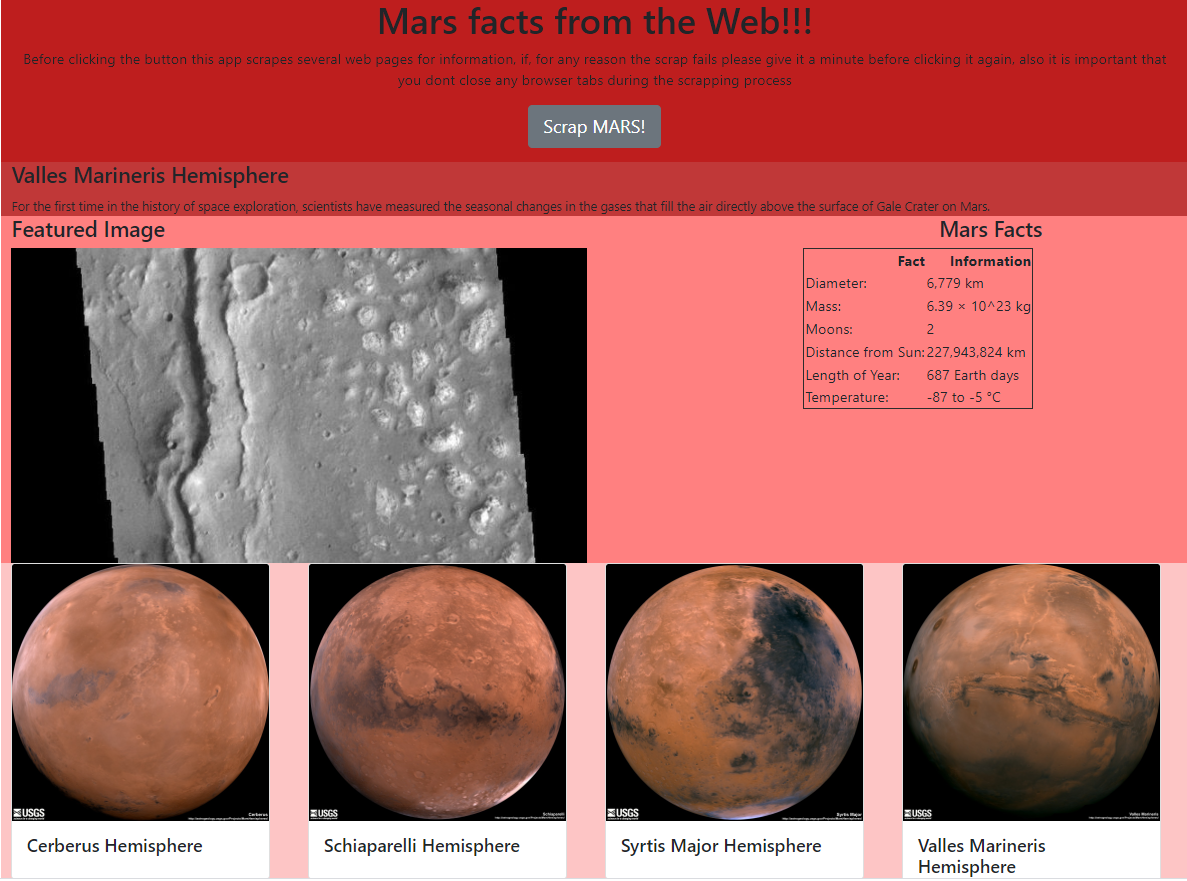 Mars facts from the Web!!!
Before clicking the button this app scrapes several web pages for information, if, for any reason the scrap fails please give it a minute before clicking it again, also it is important that
you dont close any browser tabs during the scrapping process
Scrap MARS!
Valles Marineris Hemisphere
For the first time in the history of space exploration, scientists have measured the seasonal changes in the gases that fill the air directly above the surface of Gale Crater on Mars.
Featured Image
Mars Facts
Fact Information
Diameter: 6,779 km
Mass: 6.39 × 10^23 kg
Moons: 2
Distance from Sun: 227,943,824 km
Length of Year: 687 Earth days
Temperature: -87 to -5 °C
USGS Cerberus
USGS Schiaparelli
USGS Syrtis Major
USGS Valles Marineris
Cerberus Hemisphere
Schiaparelli Hemisphere
Syrtis Major Hemisphere
Valles Marineris
Hemisphere